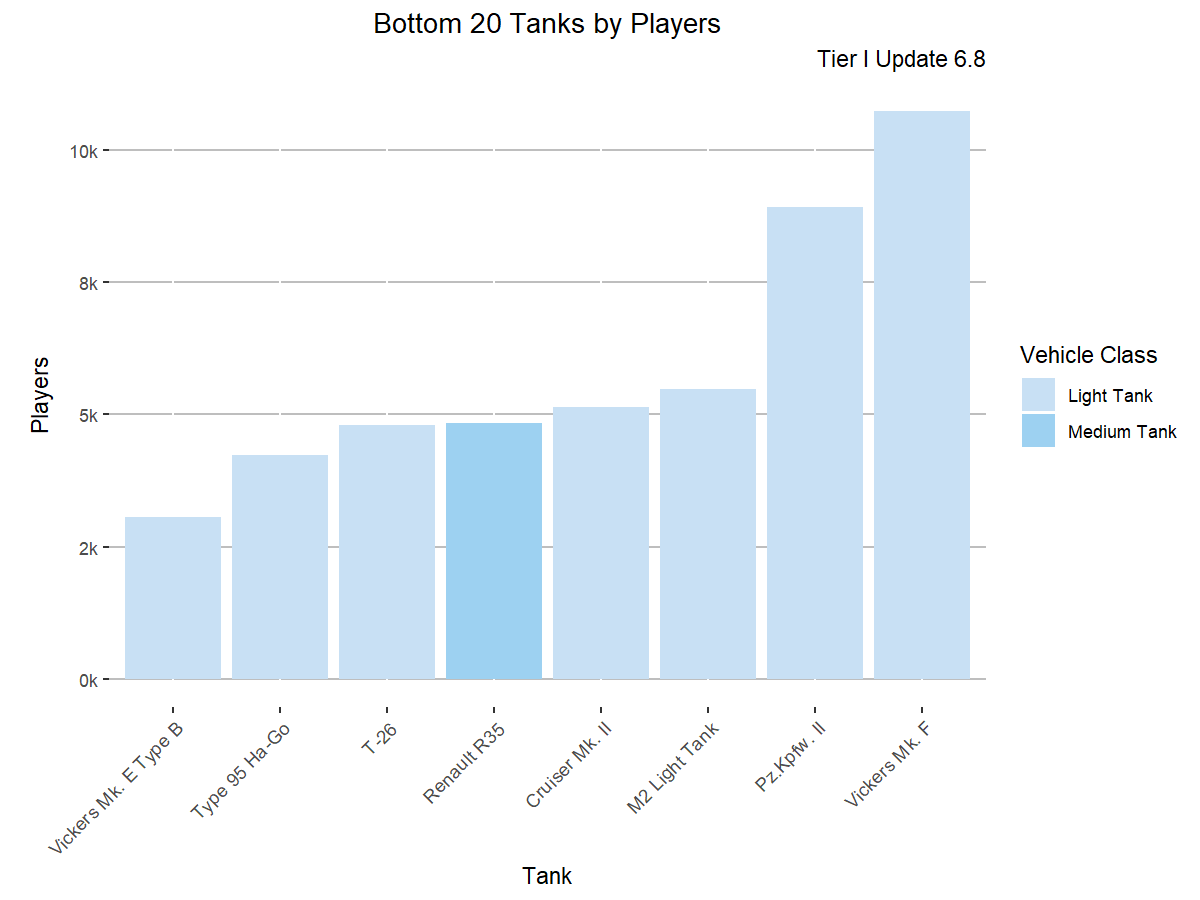 Bottom 20 Tanks by Players
Tier I Update 6.8
Players
10k
8k
5k
2k
0k
Vickers Mk. E Type B
Type 95 Ha-Go
T-26
Renault R35
Cruiser Mk. II
M2 Light Tank
Pz.Kpfw. II
Vickers Mk. F
Tank
Vehicle Class
Light Tank
Medium Tank